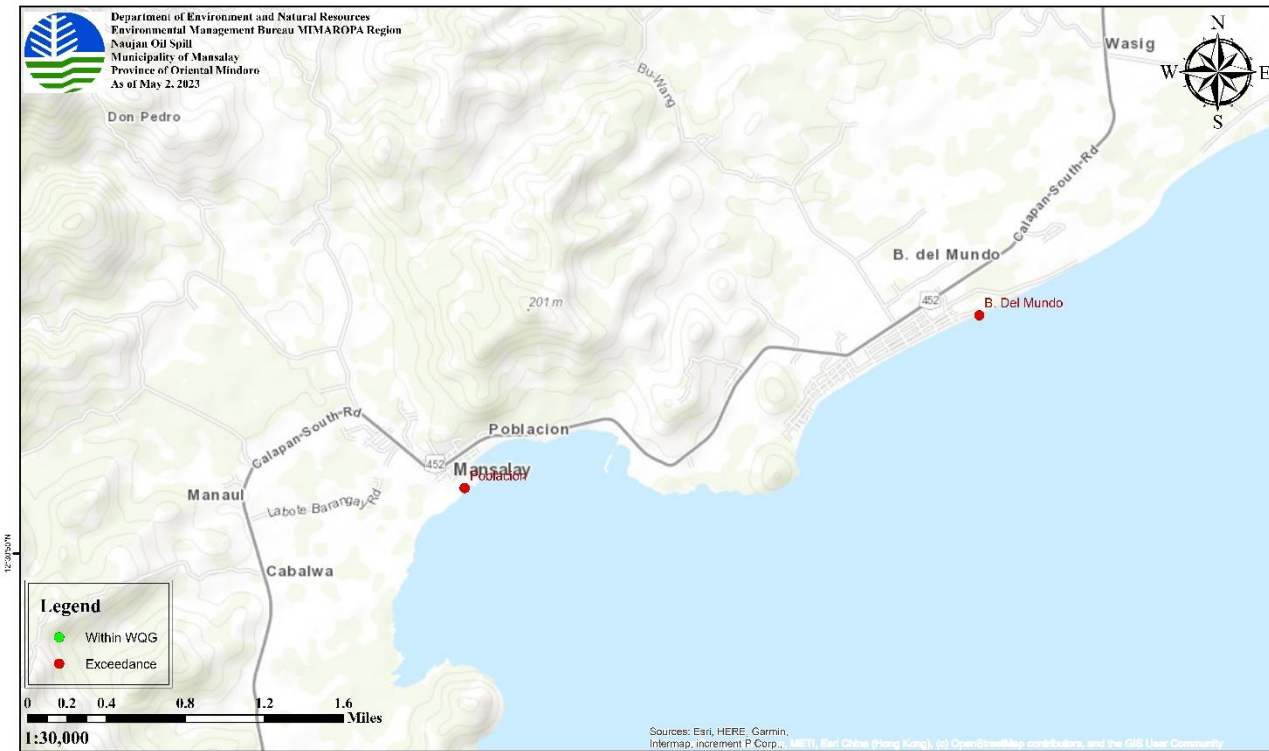 Department of Environment and Natural Resources
Environmental Management Bureau MIMAROPA Region
Naujan Oil Spill
Municipality of Mansalay
Province of Oriental Mindoro
As of May 2, 2023
N
W
E
S
Wasig
Don Pedro
Bu-Wang
Calapan-South-Rd
B. del Mundo
452
B. Del Mundo
201 m
Calapan-South-Rd
Poblacion
452
Mansalay
Poblacion
Manaul
Labote Barangay Rd
12°30'50"N
Cabalwa
Legend
Within WQG
Exceedance
0 0.2 0.4 0.8 1.2 1.6
Miles
1:30,000
Sources: Esri, HERE, Garmin,
Intermap, increment P Corp., METI, Esri China (Hong Kong), (c) OpenStreetMap contributors, and the GIS User Community